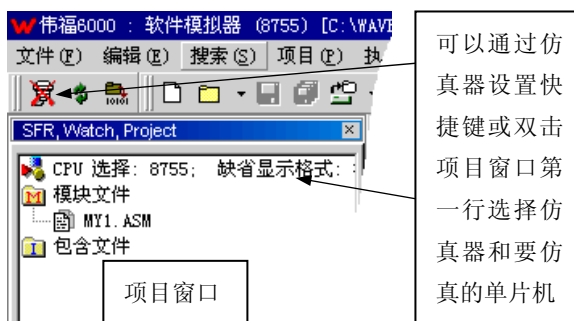 伟福6000 : 软件模拟器 (8755) [C:\WAVE
文件(F) 编辑(E) 搜索(S) 项目(P) 执
SFR, Watch, Project
CPU 选择: 8755; 缺省显示格式:
模块文件
MY1.ASM
包含文件
项目窗口
可以通过仿
真器设置快
捷键或双击
项目窗口第
一行选择仿
真器和要仿
真的单片机